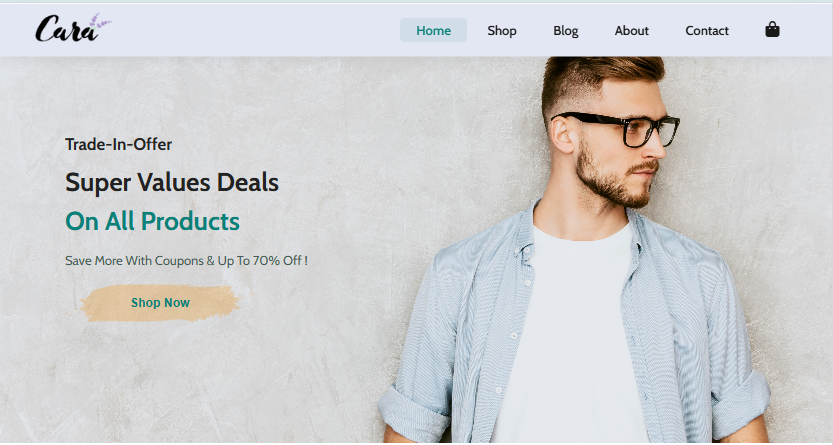 Cara
Home Shop Blog About Contact
Trade-In-Offer
Super Values Deals
On All Products
Save More With Coupons & Up To 70% Off !
Shop Now